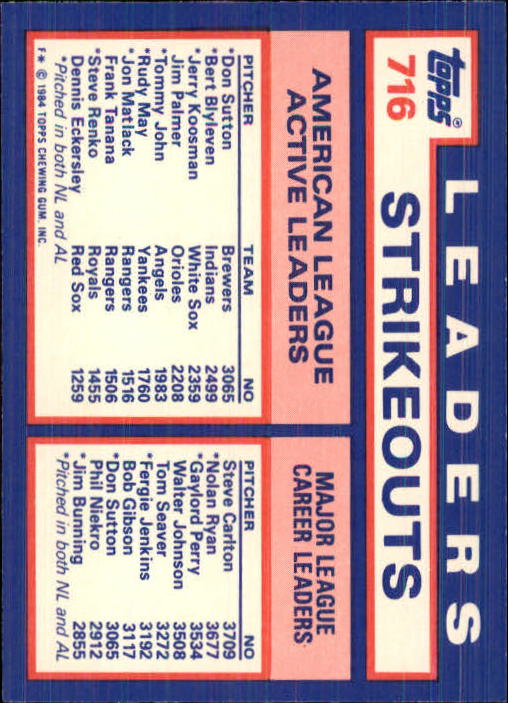 topps®
716
LEADERS
STRIKEOUTS
AMERICAN LEAGUE
ACTIVE LEADERS
PITCHER TEAM NO
*Don Sutton Brewers 3065
*Bert Blyleven Indians 2499
*Jerry Koosman White Sox 2359
Jim Palmer Orioles 2208
*Tommy John Angels 1983
*Rudy May Yankees 1760
*Jon Matlack Rangers 1516
Frank Tanana Rangers 1506
*Steve Renko Royals 1455
Dennis Eckersley Red Sox 1259
*Pitched in both NL and AL
MAJOR LEAGUE
CAREER LEADERS
PITCHER NO
Steve Carlton 3709
*Nolan Ryan 3677
*Gaylord Perry 3534
Walter Johnson 3508
Tom Seaver 3272
*Fergie Jenkins 3192
Bob Gibson 3117
*Don Sutton 3065
Phil Niekro 2912
*Jim Bunning 2855
*Pitched in both NL and AL
F* © 1984 TOPPS CHEWING GUM, INC.